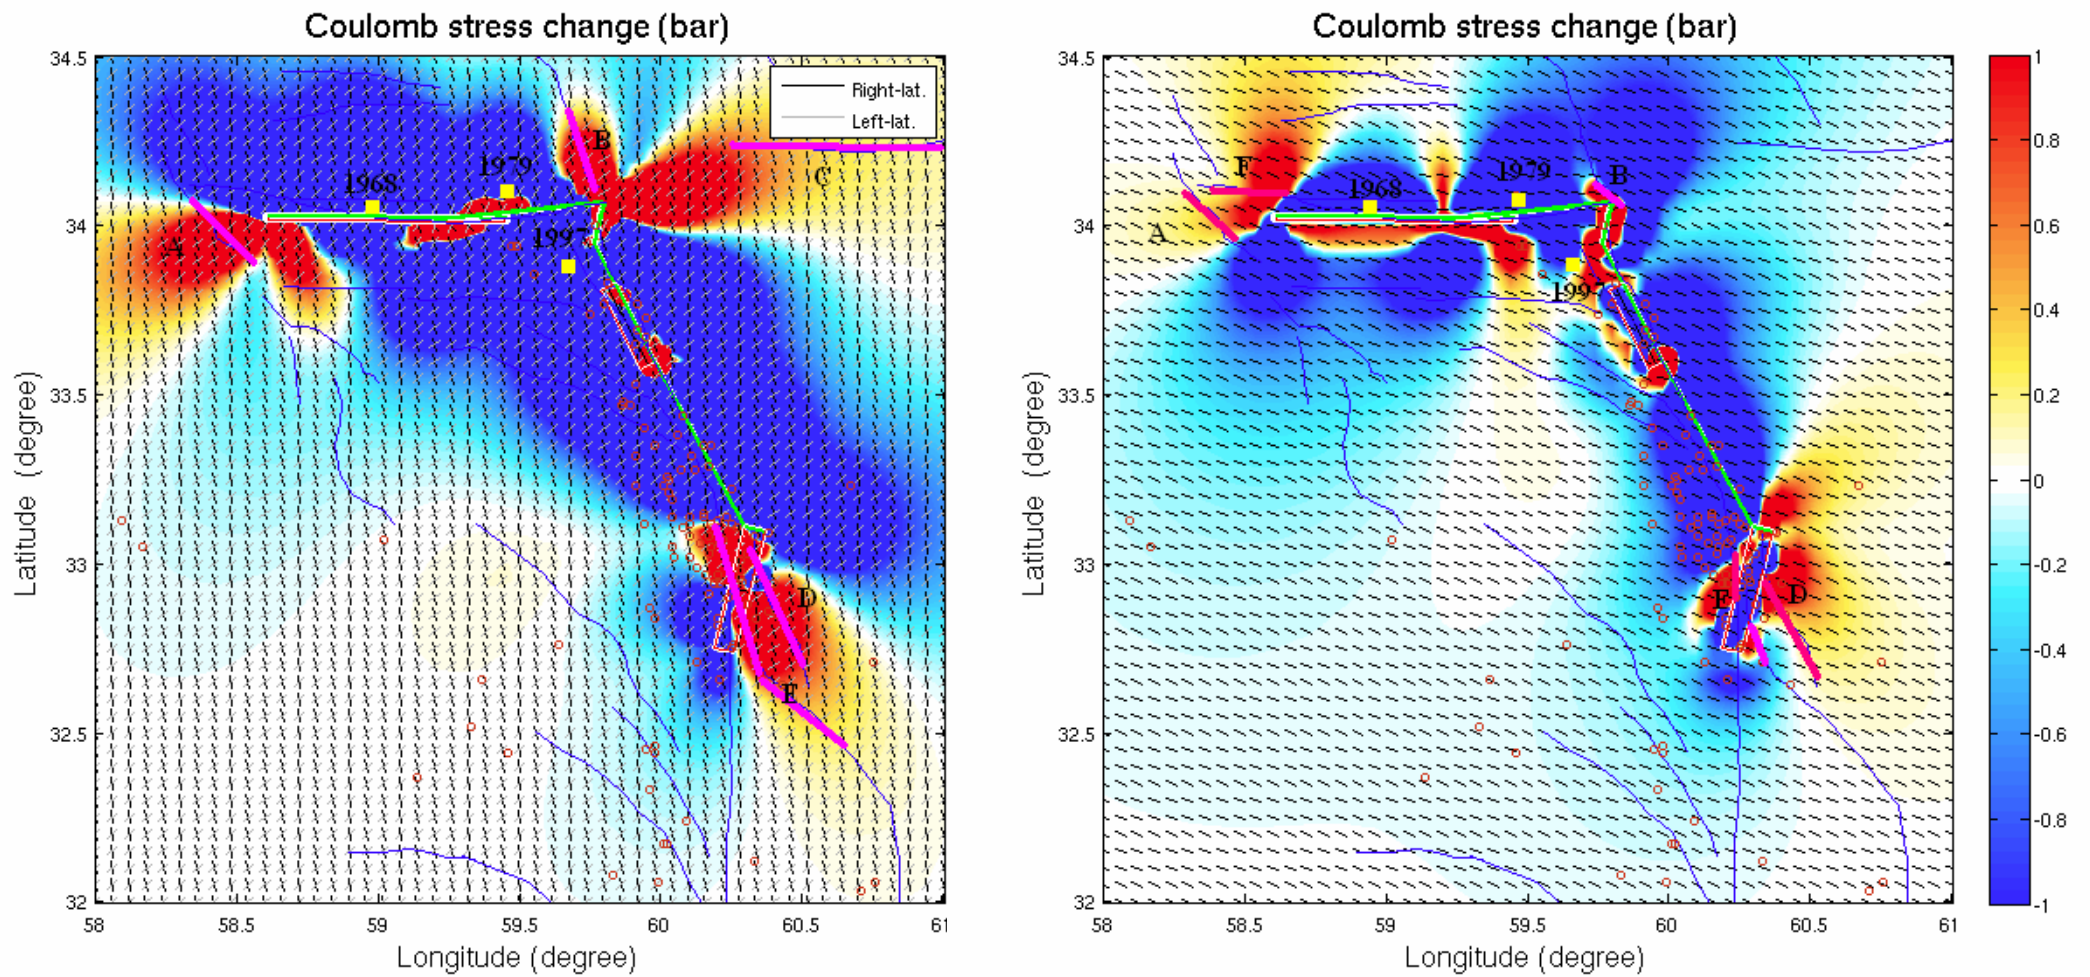 Coulomb stress change (bar)
34.5
34
33.5
33
32.5
32
Latitude (degree)
58
58.5
59
59.5
60
60.5
61
Longitude (degree)
Right-lat.
Left-lat.
1968
1979
1997
A
B
C
D
E
Coulomb stress change (bar)
34.5
34
33.5
33
32.5
32
Latitude (degree)
58
58.5
59
59.5
60
60.5
61
Longitude (degree)
F
1968
1979
B
A
1997
E
D
1
0.8
0.6
0.4
0.2
0
-0.2
-0.4
-0.6
-0.8
-1